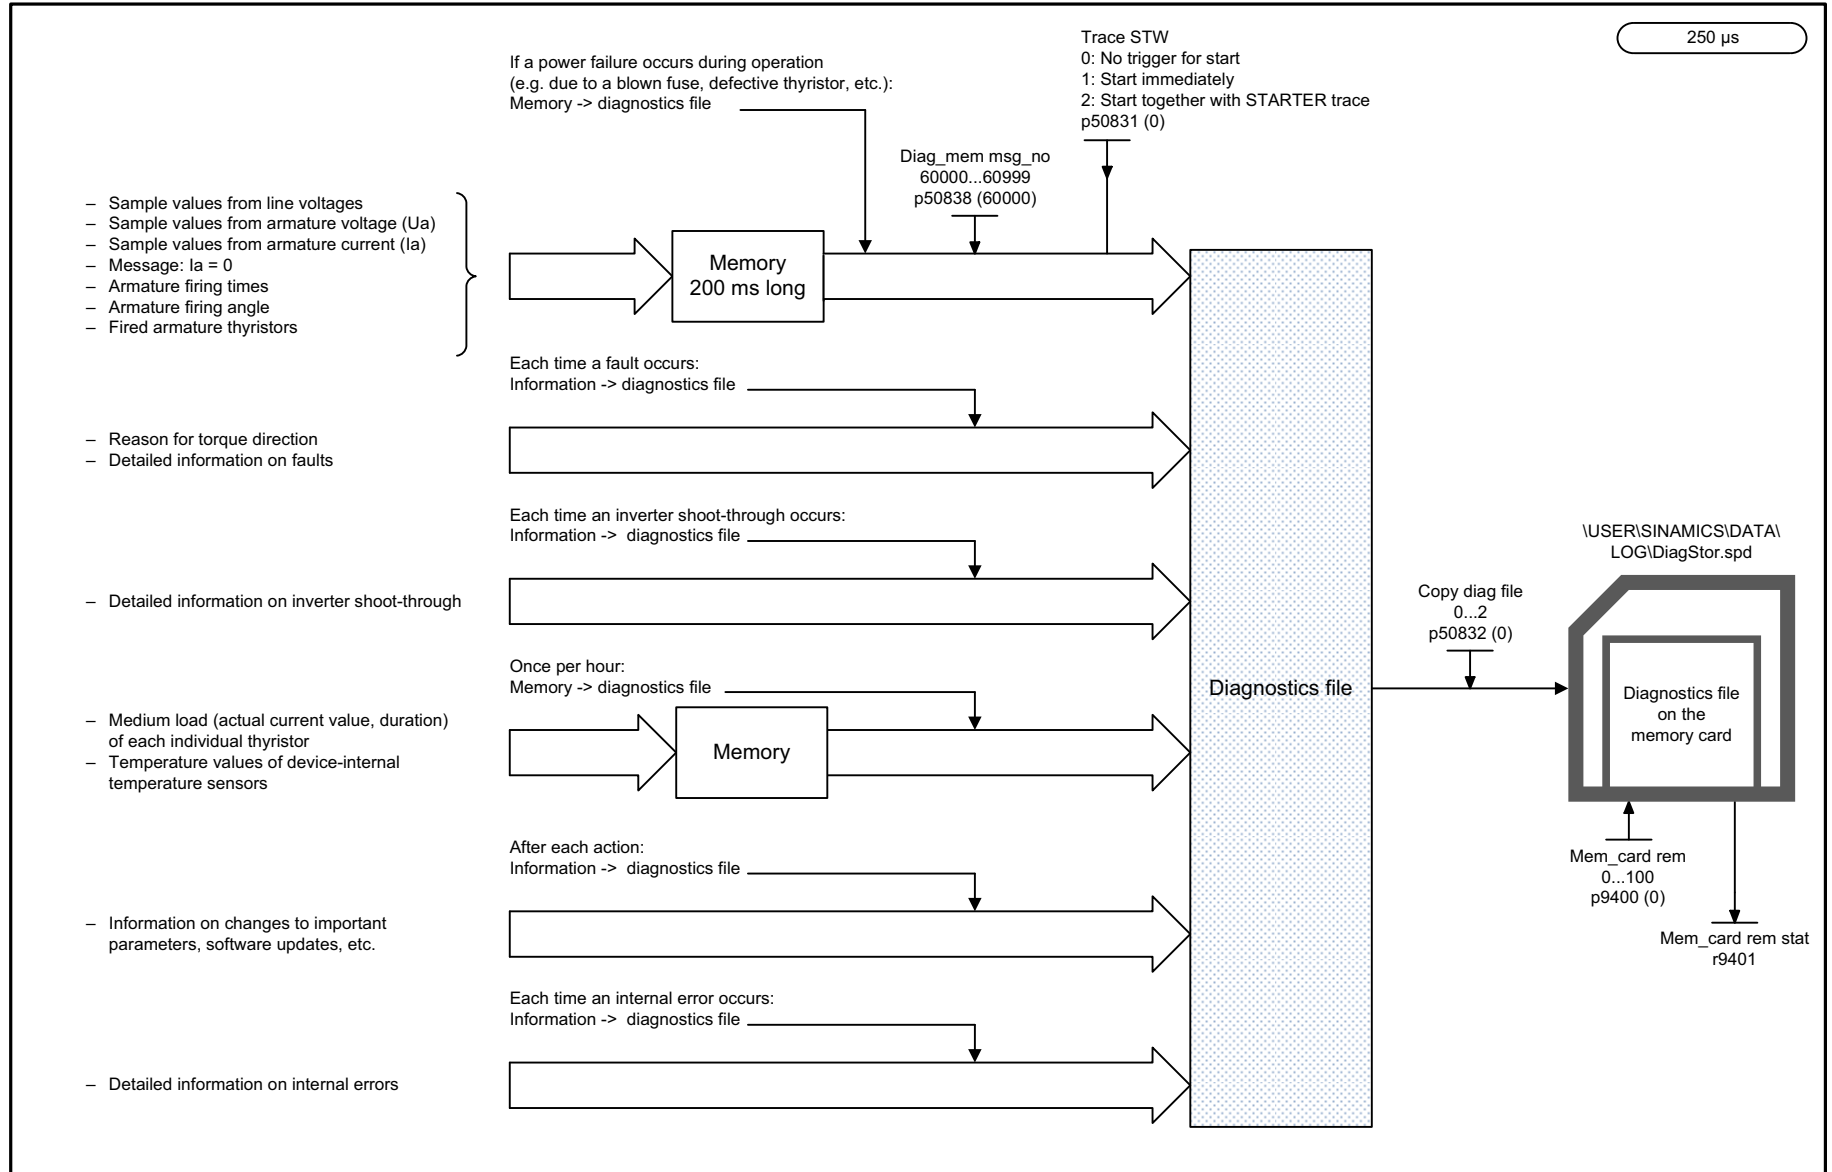 250 µs
Trace STW
0: No trigger for start
1: Start immediately
2: Start together with STARTER trace
p50831 (0)
If a power failure occurs during operation
(e.g. due to a blown fuse, defective thyristor, etc.):
Memory -> diagnostics file
Diag_mem msg_no
60000...60999
p50838 (60000)
– Sample values from line voltages
– Sample values from armature voltage (Ua)
– Sample values from armature current (Ia)
– Message: Ia = 0
– Armature firing times
– Armature firing angle
– Fired armature thyristors
Memory
200 ms long
Each time a fault occurs:
Information -> diagnostics file
– Reason for torque direction
– Detailed information on faults
Each time an inverter shoot-through occurs:
Information -> diagnostics file
– Detailed information on inverter shoot-through
Once per hour:
Memory -> diagnostics file
– Medium load (actual current value, duration)
of each individual thyristor
– Temperature values of device-internal
temperature sensors
Memory
After each action:
Information -> diagnostics file
– Information on changes to important
parameters, software updates, etc.
Each time an internal error occurs:
Information -> diagnostics file
– Detailed information on internal errors
Diagnostics file
Copy diag file
0...2
p50832 (0)
\USER\SINAMICS\DATA\
LOG\DiagStor.spd
Diagnostics file
on the
memory card
Mem_card rem
0...100
p9400 (0)
Mem_card rem stat
r9401